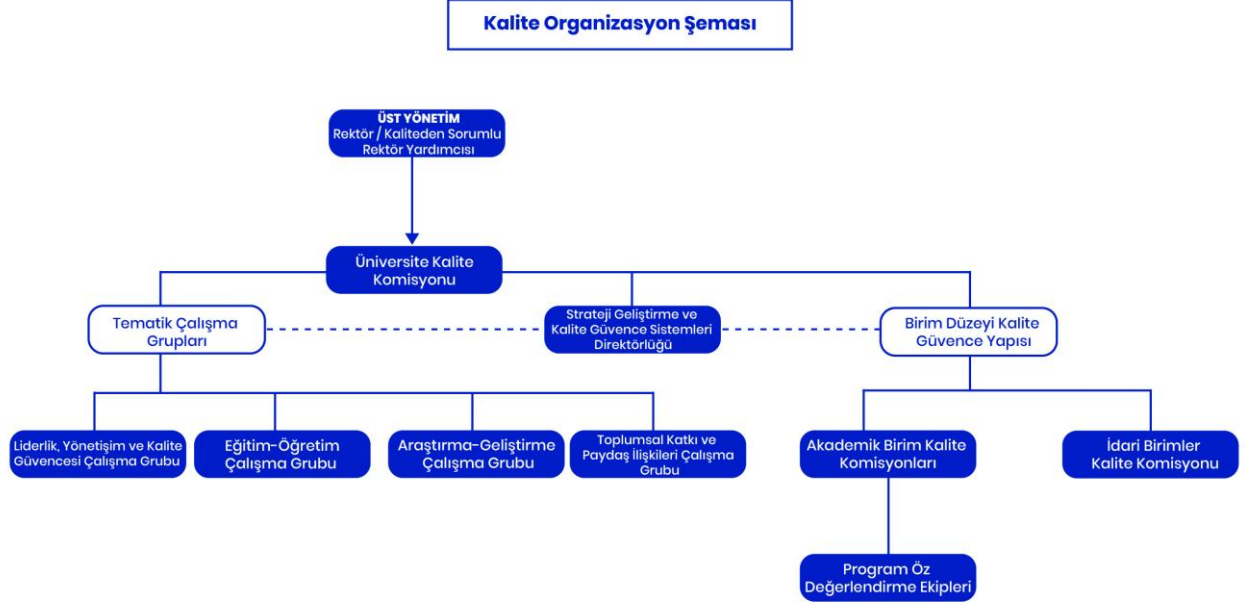 Kalite Organizasyon Şeması
ÜST YÖNETİM
Rektör / Kaliteden Sorumlu
Rektör Yardımcısı
Üniversite Kalite
Komisyonu
Tematik Çalışma
Grupları
Strateji Geliştirme ve
Kalite Güvence Sistemleri
Direktörlüğü
Birim Düzeyi Kalite
Güvence Yapısı
Liderlik, Yönetişim ve Kalite
Güvencesi Çalışma Grubu
Eğitim-Öğretim
Çalışma Grubu
Araştırma-Geliştirme
Çalışma Grubu
Toplumsal Katkı ve
Paydaş İlişkileri Çalışma
Grubu
Akademik Birim Kalite
Komisyonları
İdari Birimler
Kalite Komisyonu
Program Öz
Değerlendirme Ekipleri